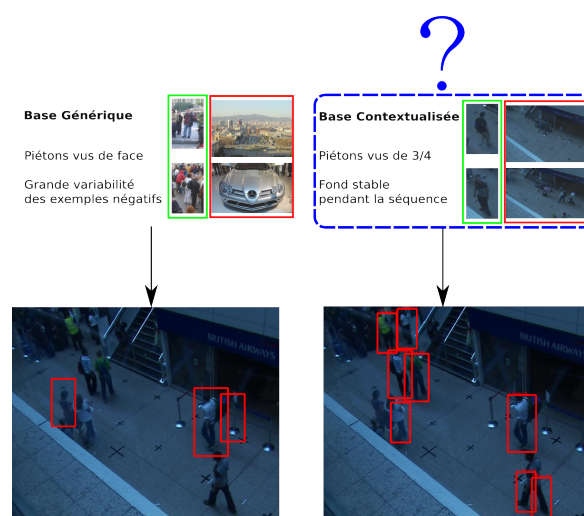 ?
Base Générique
Piétons vus de face
Grande variabilité
des exemples négatifs
Base Contextualisée
Piétons vus de 3/4
Fond stable
pendant la séquence
BRITISH AIRWAYS
BRITISH AIRWAYS